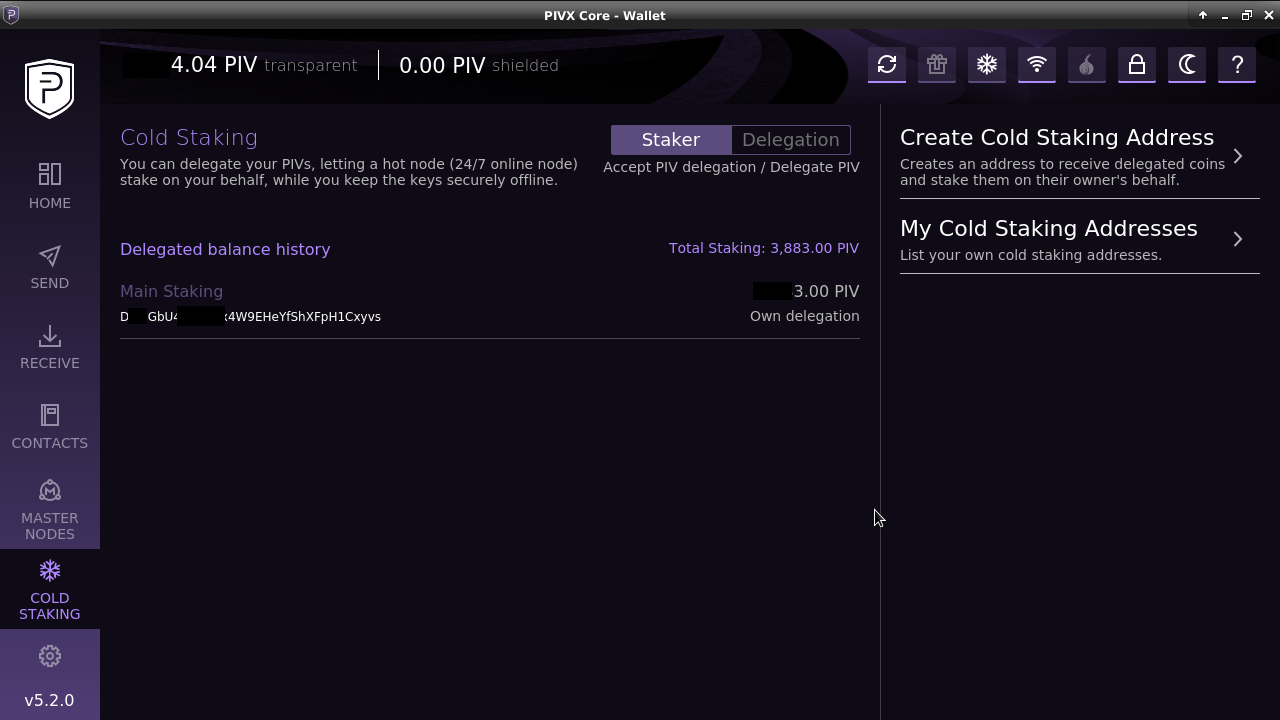 PIVX Core - Wallet
4.04 PIV transparent 0.00 PIV shielded
?
HOME
SEND
RECEIVE
CONTACTS
MASTER
NODES
COLD
STAKING
v5.2.0
Cold Staking
You can delegate your PIVs, letting a hot node (24/7 online node)
stake on your behalf, while you keep the keys securely offline.
Staker Delegation
Accept PIV delegation / Delegate PIV
Delegated balance history
Total Staking: 3,883.00 PIV
Main Staking
3.00 PIV
D GbU4 x4W9EHeYfShXFpH1Cxyvs
Own delegation
Create Cold Staking Address
Creates an address to receive delegated coins
and stake them on their owner's behalf.
My Cold Staking Addresses
List your own cold staking addresses.